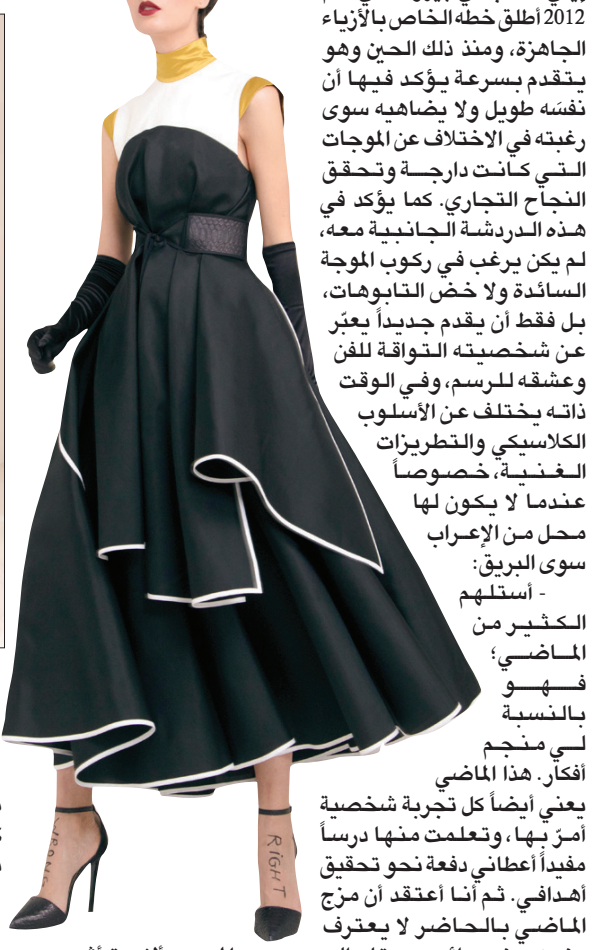 2012 أطلق خطه الخاص بالأزياء
الجاهزة، ومنذ ذلك الحين وهو
يتقدم بسرعة يؤكد فيها أن
نفسَه طويل ولا يضاهيه سوى
رغبته في الاختلاف عن الموجات
التي كانت دارجة وتحقق
النجاح التجاري. كما يؤكد في
هذه الدردشة الجانبية معه،
لم يكن يرغب في ركوب الموجة
السائدة ولا خض التابوهات،
بل فقط أن يقدم جديداً يعبّر
عن شخصيته التواقة للفن
وعشقه للرسم، وفي الوقت
ذاته يختلف عن الأسلوب
الكلاسيكي والتطريزات
الغنية، خصوصاً
عندما لا يكون لها
محل من الإعراب
سوى البريق:
- أستلهم
الكثير من
الماضي؛
فهو
بالنسبة
لي منجم
أفكار. هذا الماضي
يعني أيضاً كل تجربة شخصية
أمرّ بها، وتعلمت منها درساً
مفيداً أعطاني دفعة نحو تحقيق
أهدافي. ثم أنا أعتقد أن مزج
الماضي بالحاضر لا يعترف
WRONG
RIGHT